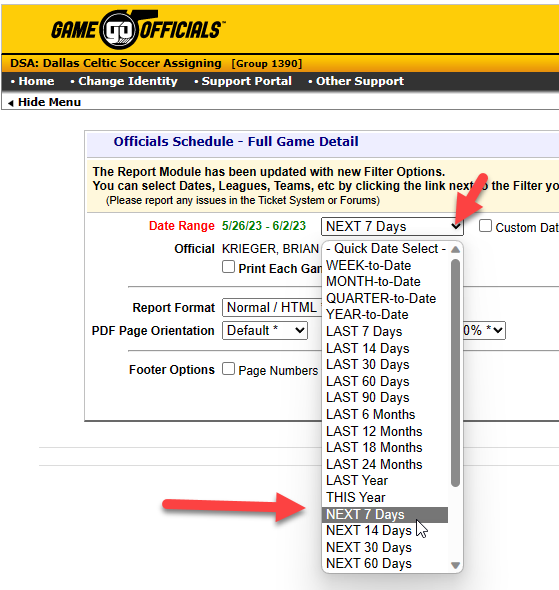 GAME go OFFICIALS™
DSA: Dallas Celtic Soccer Assigning [Group 1390]
• Home • Change Identity • Support Portal • Other Support
Hide Menu
Officials Schedule - Full Game Detail
The Report Module has been updated with new Filter Options.
You can select Dates, Leagues, Teams, etc by clicking the link next to the Filter yo
(Please report any issues in the Ticket System or Forums)
Date Range 5/26/23 - 6/2/23 NEXT 7 Days Custom Dat
Official KRIEGER, BRIAN
Print Each Gam
Report Format Normal / HTML
PDF Page Orientation Default * 0% *
Footer Options Page Numbers
- Quick Date Select -
WEEK-to-Date
MONTH-to-Date
QUARTER-to-Date
YEAR-to-Date
LAST 7 Days
LAST 14 Days
LAST 30 Days
LAST 60 Days
LAST 90 Days
LAST 6 Months
LAST 12 Months
LAST 18 Months
LAST 24 Months
LAST Year
THIS Year
NEXT 7 Days
NEXT 14 Days
NEXT 30 Days
NEXT 60 Days